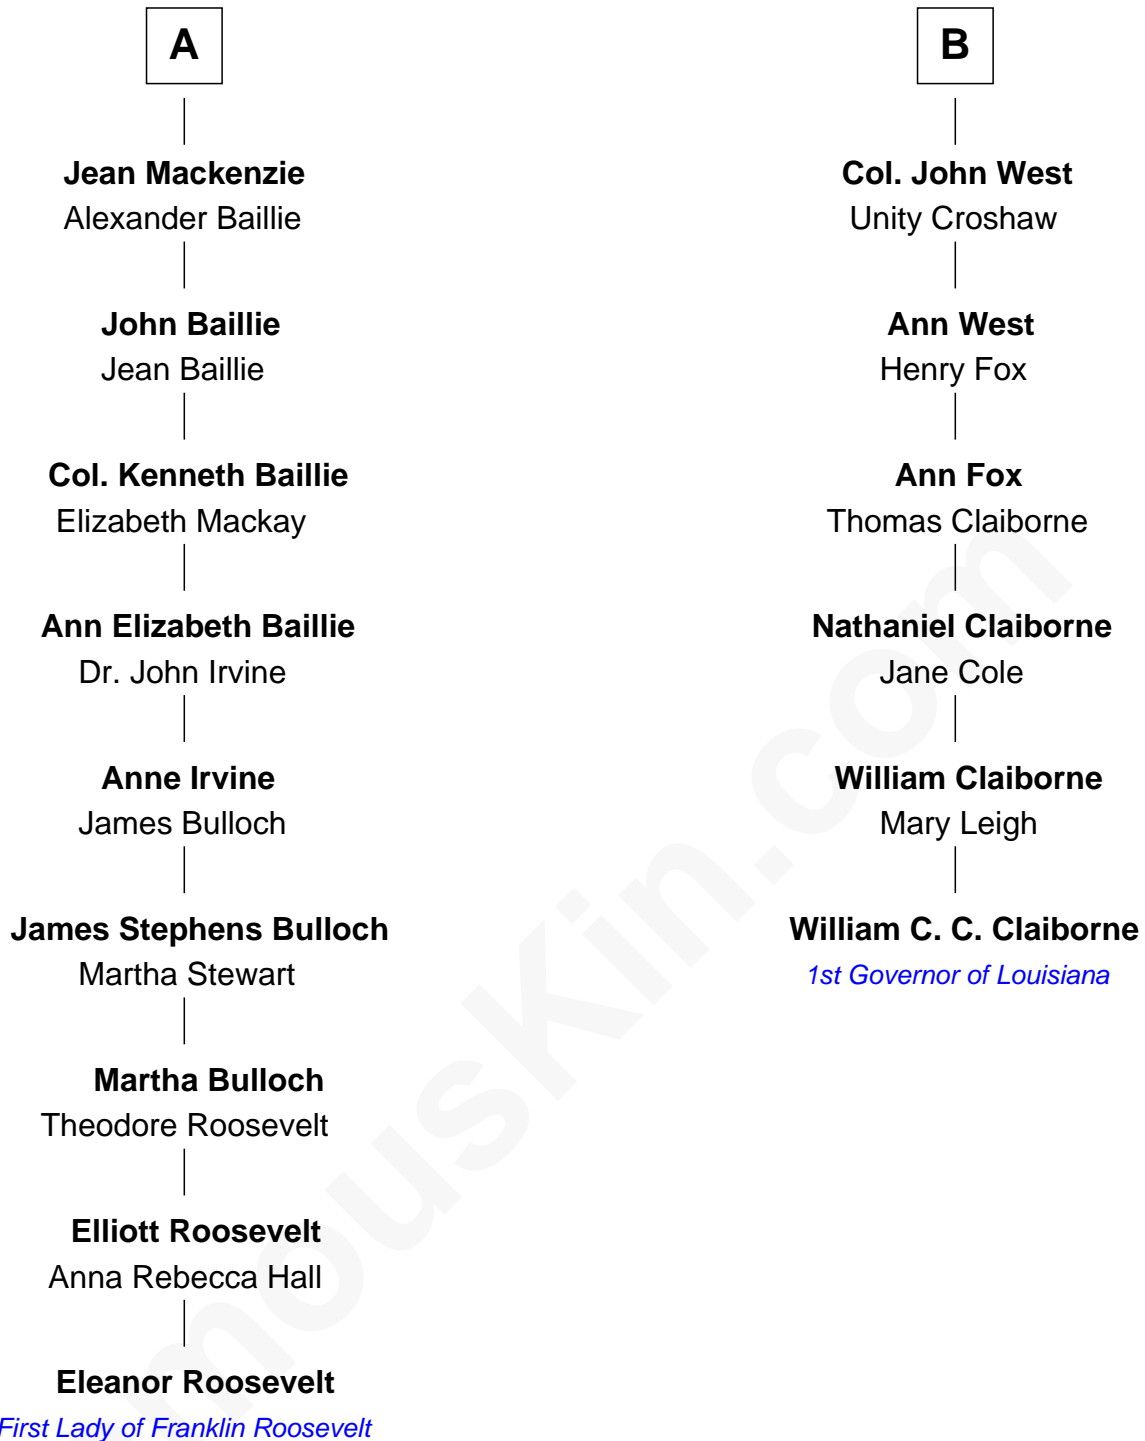 A
Jean Mackenzie
Alexander Baillie
John Baillie
Jean Baillie
Col. Kenneth Baillie
Elizabeth Mackay
Ann Elizabeth Baillie
Dr. John Irvine
Anne Irvine
James Bulloch
James Stephens Bulloch
Martha Stewart
Martha Bulloch
Theodore Roosevelt
Elliott Roosevelt
Anna Rebecca Hall
Eleanor Roosevelt
First Lady of Franklin Roosevelt
B
Col. John West
Unity Croshaw
Ann West
Henry Fox
Ann Fox
Thomas Claiborne
Nathaniel Claiborne
Jane Cole
William Claiborne
Mary Leigh
William C. C. Claiborne
1st Governor of Louisiana
mousKin.com